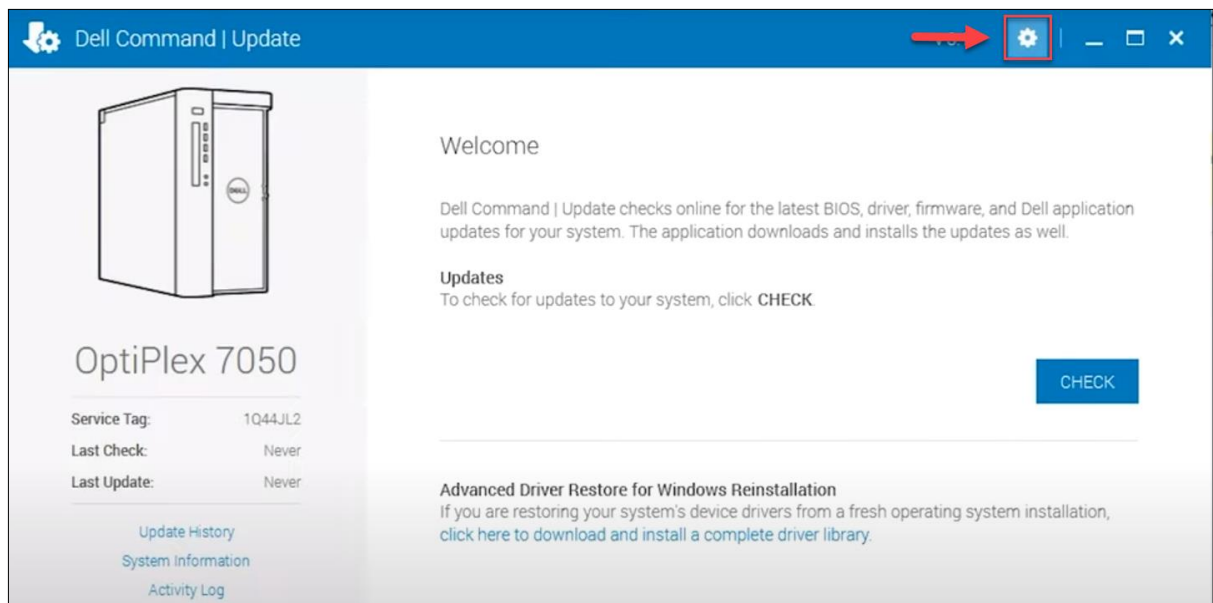 Dell Command | Update
Welcome
Dell Command | Update checks online for the latest BIOS, driver, firmware, and Dell application
updates for your system. The application downloads and installs the updates as well.
Updates
To check for updates to your system, click CHECK.
CHECK
OptiPlex 7050
Service Tag: 1Q44JL2
Last Check: Never
Last Update: Never
Update History
System Information
Activity Log
Advanced Driver Restore for Windows Reinstallation
If you are restoring your system's device drivers from a fresh operating system installation,
click here to download and install a complete driver library.
DELL